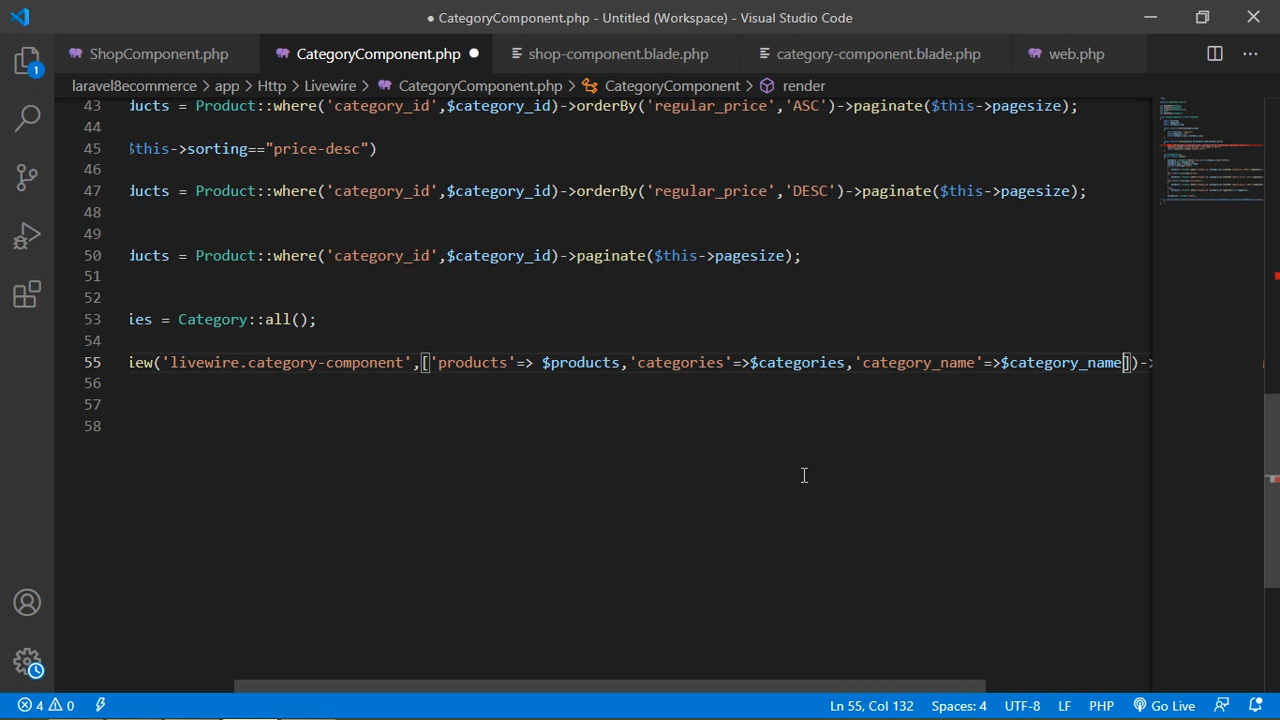 ● CategoryComponent.php - Untitled (Workspace) - Visual Studio Code
ShopComponent.php CategoryComponent.php ● shop-component.blade.php category-component.blade.php web.php ···
laravel8ecommerce > app > Http > Livewire > CategoryComponent.php > CategoryComponent > render
1
43 ducts = Product::where('category_id',$category_id)->orderBy('regular_price','ASC')->paginate($this->pagesize);
44
45 $this->sorting=="price-desc")
46
47 ducts = Product::where('category_id',$category_id)->orderBy('regular_price','DESC')->paginate($this->pagesize);
48
49
50 ducts = Product::where('category_id',$category_id)->paginate($this->pagesize);
51
52
53 ies = Category::all();
54
55 iew('livewire.category-component',['products'=> $products,'categories'=>$categories,'category_name'=>$category_name])->
56
57
58
4 0 Ln 55, Col 132 Spaces: 4 UTF-8 LF PHP Go Live